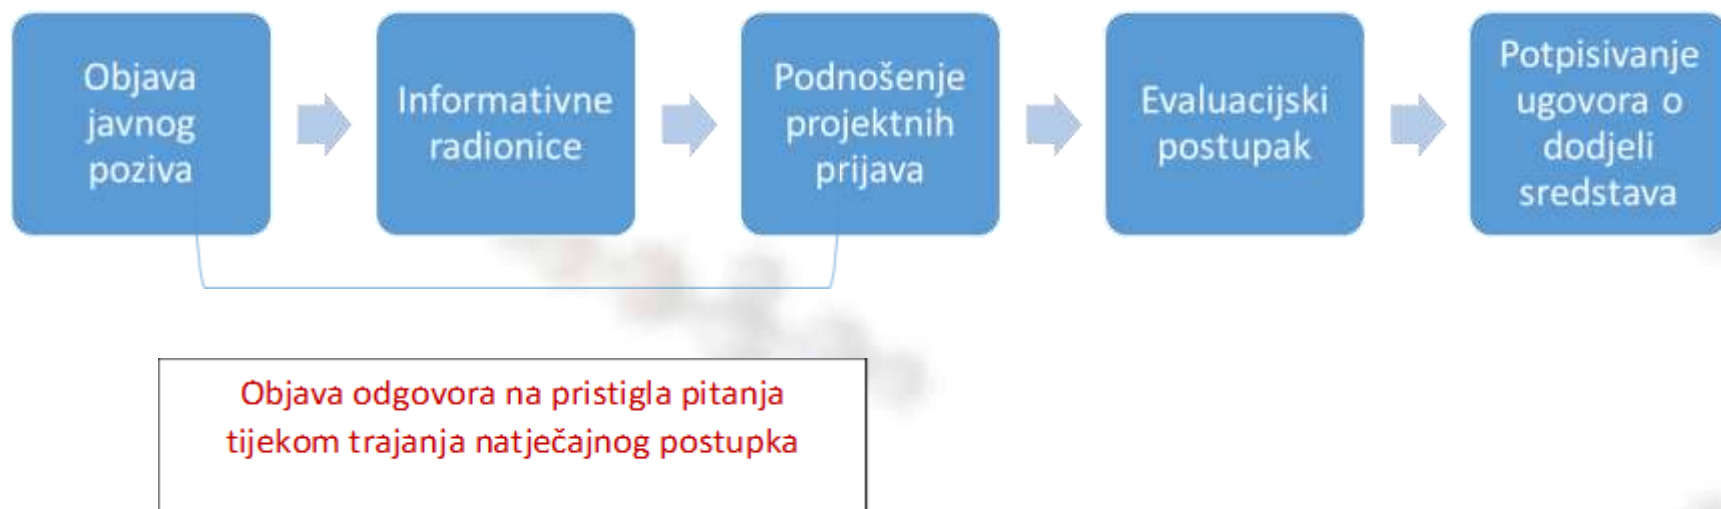 Objava
javnog
poziva
Informativne
radionice
Podnošenje
projektnih
prijava
Evaluacijski
postupak
Potpisivanje
ugovora o
dodjeli
sredstava
Objava odgovora na pristigla pitanja
tijekom trajanja natječajnog postupka